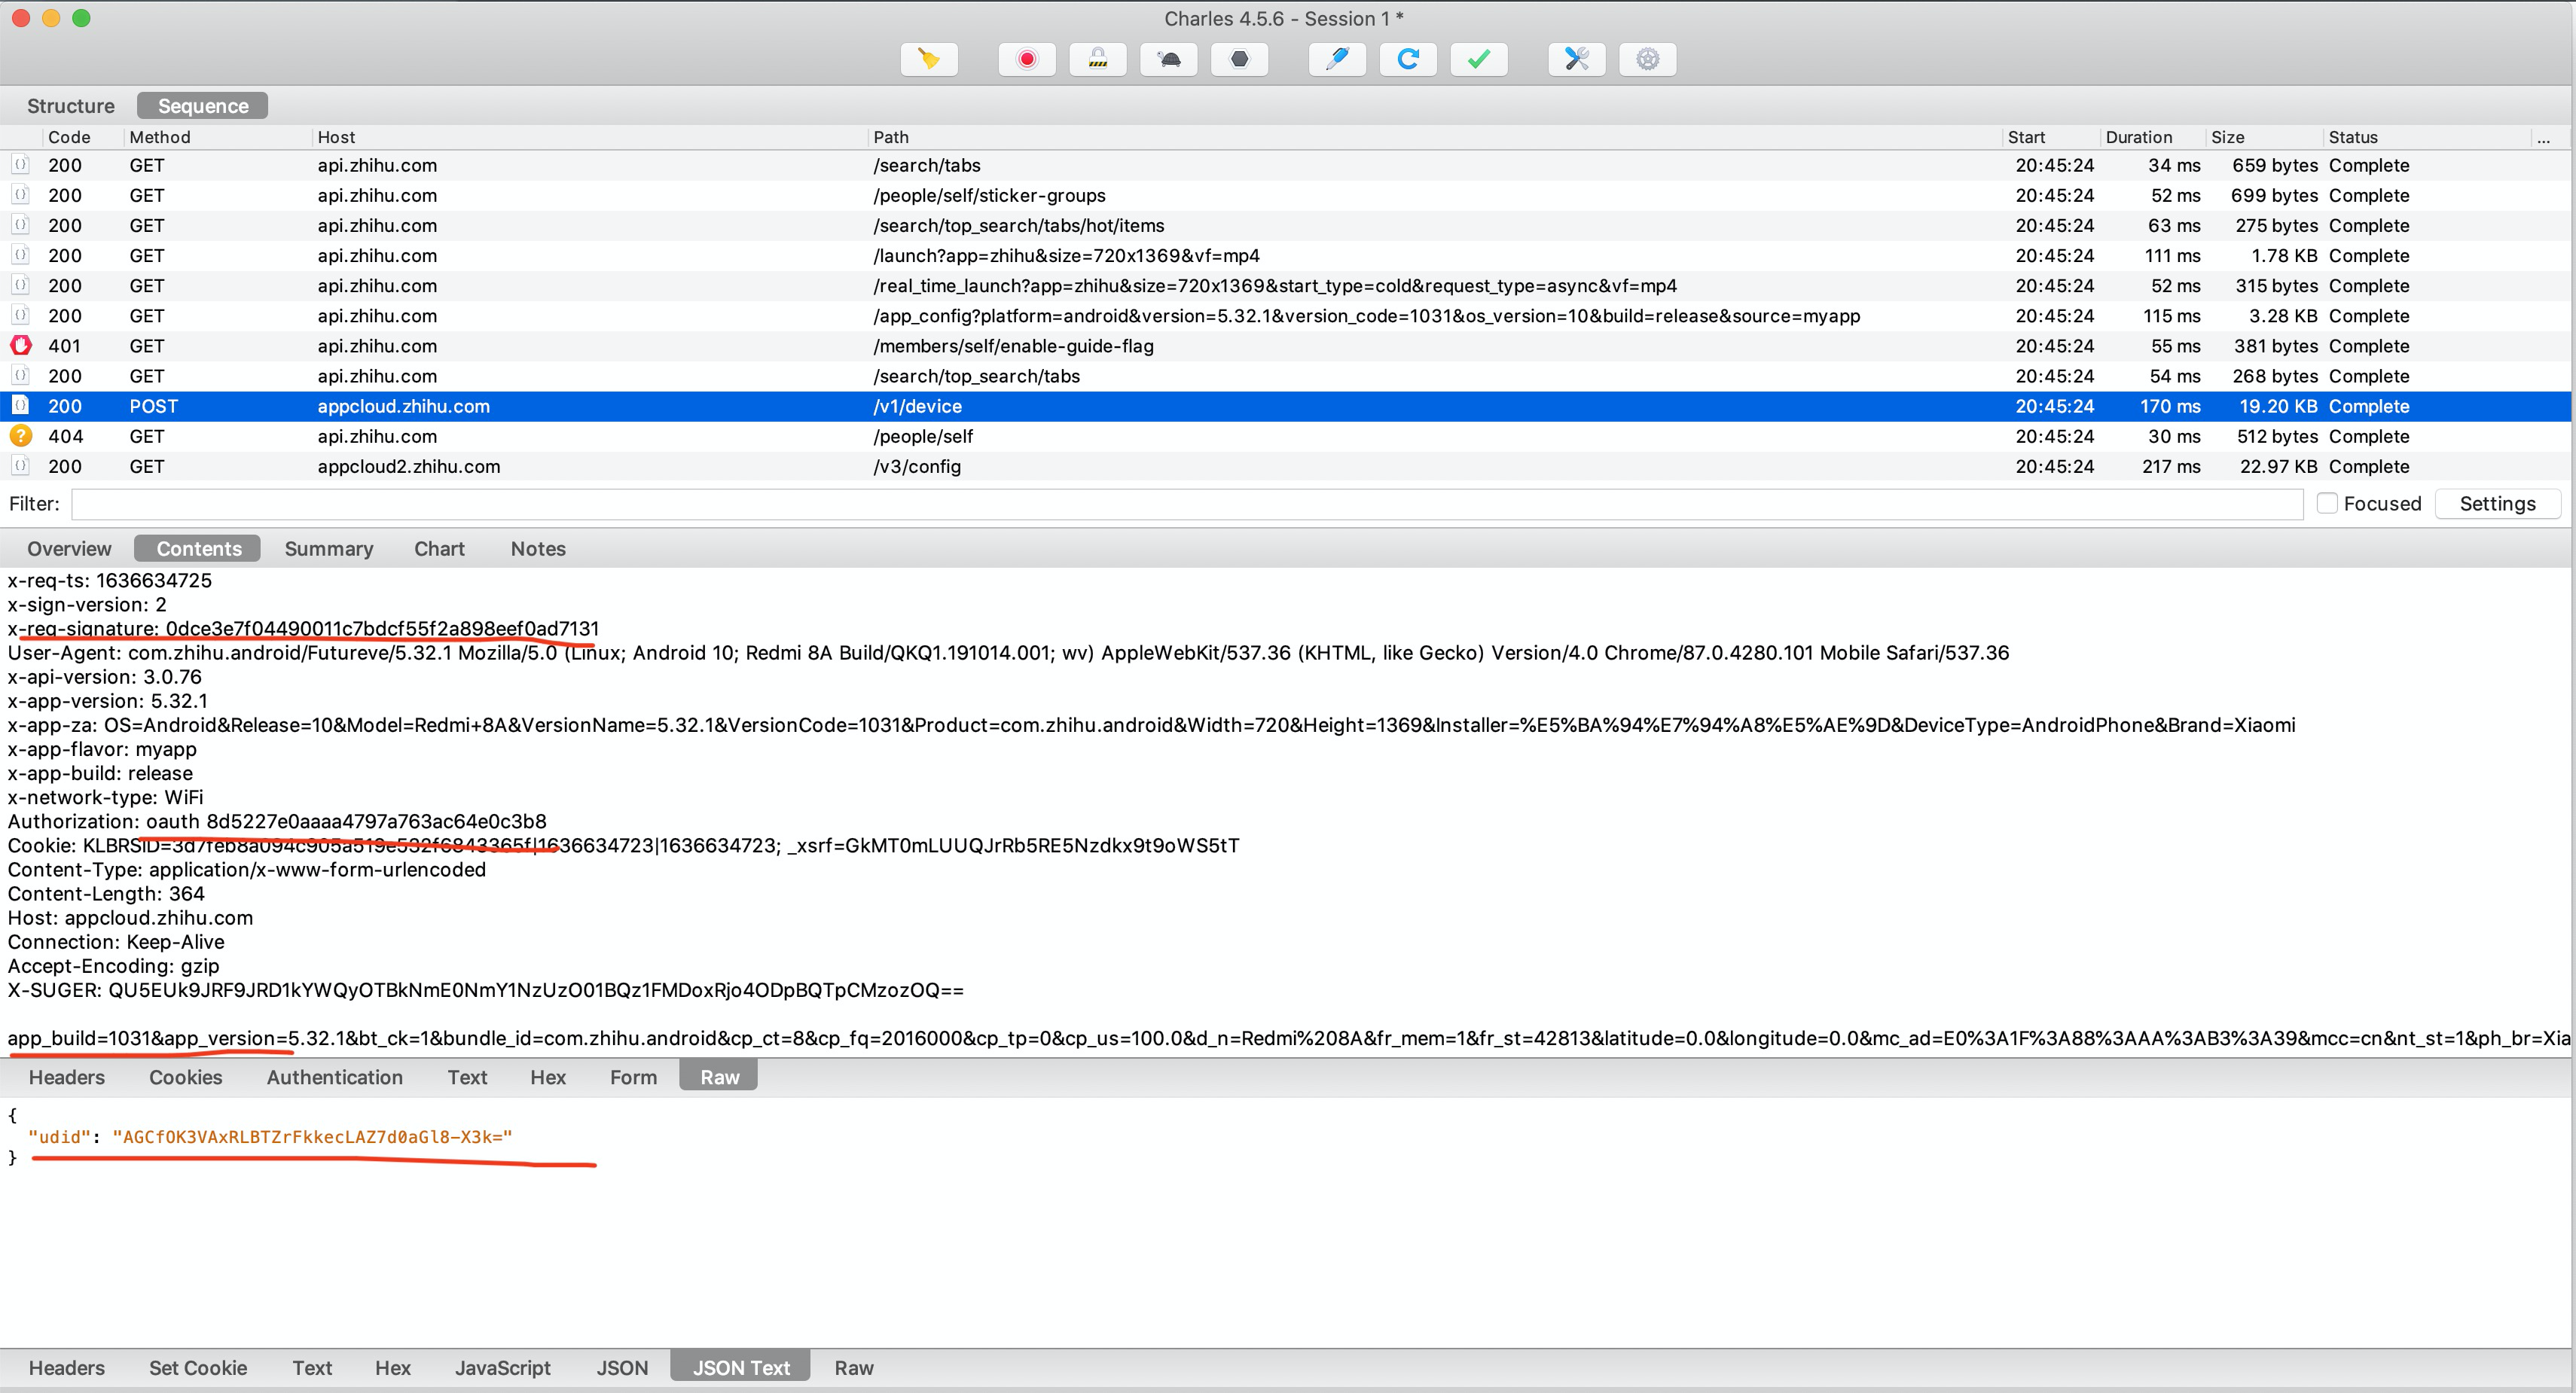 Charles 4.5.6 - Session 1 *
Structure Sequence
Code Method Host Path Start Duration Size Status ...
200 GET api.zhihu.com /search/tabs 20:45:24 34 ms 659 bytes Complete
200 GET api.zhihu.com /people/self/sticker-groups 20:45:24 52 ms 699 bytes Complete
200 GET api.zhihu.com /search/top_search/tabs/hot/items 20:45:24 63 ms 275 bytes Complete
200 GET api.zhihu.com /launch?app=zhihu&size=720x1369&vf=mp4 20:45:24 111 ms 1.78 KB Complete
200 GET api.zhihu.com /real_time_launch?app=zhihu&size=720x1369&start_type=cold&request_type=async&vf=mp4 20:45:24 52 ms 315 bytes Complete
200 GET api.zhihu.com /app_config?platform=android&version=5.32.1&version_code=1031&os_version=10&build=release&source=myapp 20:45:24 115 ms 3.28 KB Complete
401 GET api.zhihu.com /members/self/enable-guide-flag 20:45:24 55 ms 381 bytes Complete
200 GET api.zhihu.com /search/top_search/tabs 20:45:24 54 ms 268 bytes Complete
200 POST appcloud.zhihu.com /v1/device 20:45:24 170 ms 19.20 KB Complete
404 GET api.zhihu.com /people/self 20:45:24 30 ms 512 bytes Complete
200 GET appcloud2.zhihu.com /v3/config 20:45:24 217 ms 22.97 KB Complete
Filter: Focused Settings
Overview Contents Summary Chart Notes
x-req-ts: 1636634725
x-sign-version: 2
x-req-signature: 0dce3e7f04490011c7bdcf55f2a898eef0ad7131
User-Agent: com.zhihu.android/Futureve/5.32.1 Mozilla/5.0 (Linux; Android 10; Redmi 8A Build/QKQ1.191014.001; wv) AppleWebKit/537.36 (KHTML, like Gecko) Version/4.0 Chrome/87.0.4280.101 Mobile Safari/537.36
x-api-version: 3.0.76
x-app-version: 5.32.1
x-app-za: OS=Android&Release=10&Model=Redmi+8A&VersionName=5.32.1&VersionCode=1031&Product=com.zhihu.android&Width=720&Height=1369&Installer=%E5%BA%94%E7%94%A8%E5%AE%9D&DeviceType=AndroidPhone&Brand=Xiaomi
x-app-flavor: myapp
x-app-build: release
x-network-type: WiFi
Authorization: oauth 8d5227e0aaaa4797a763ac64e0c3b8
Cookie: KLBRSID=3d7feb8a094c905a519e532f6843365f|1636634723|1636634723; _xsrf=GkMT0mLUUQJrRb5RE5Nzdkx9t9oWS5tT
Content-Type: application/x-www-form-urlencoded
Content-Length: 364
Host: appcloud.zhihu.com
Connection: Keep-Alive
Accept-Encoding: gzip
X-SUGER: QU5EUk9JRF9JRD1kYWQyOTBkNmE0NmY1NzUzO01BQz1FMDoxRjo4ODpBQTpCMzozOQ==
app_build=1031&app_version=5.32.1&bt_ck=1&bundle_id=com.zhihu.android&cp_ct=8&cp_fq=2016000&cp_tp=0&cp_us=100.0&d_n=Redmi%208A&fr_mem=1&fr_st=42813&latitude=0.0&longitude=0.0&mc_ad=E0%3A1F%3A88%3AAA%3AB3%3A39&mcc=cn&nt_st=1&ph_br=Xia
Headers Cookies Authentication Text Hex Form Raw
{
"udid": "AGCfOK3VAxRLBTZrFkkecLAZ7d0aGl8-X3k="
}
Headers Set Cookie Text Hex JavaScript JSON JSON Text Raw